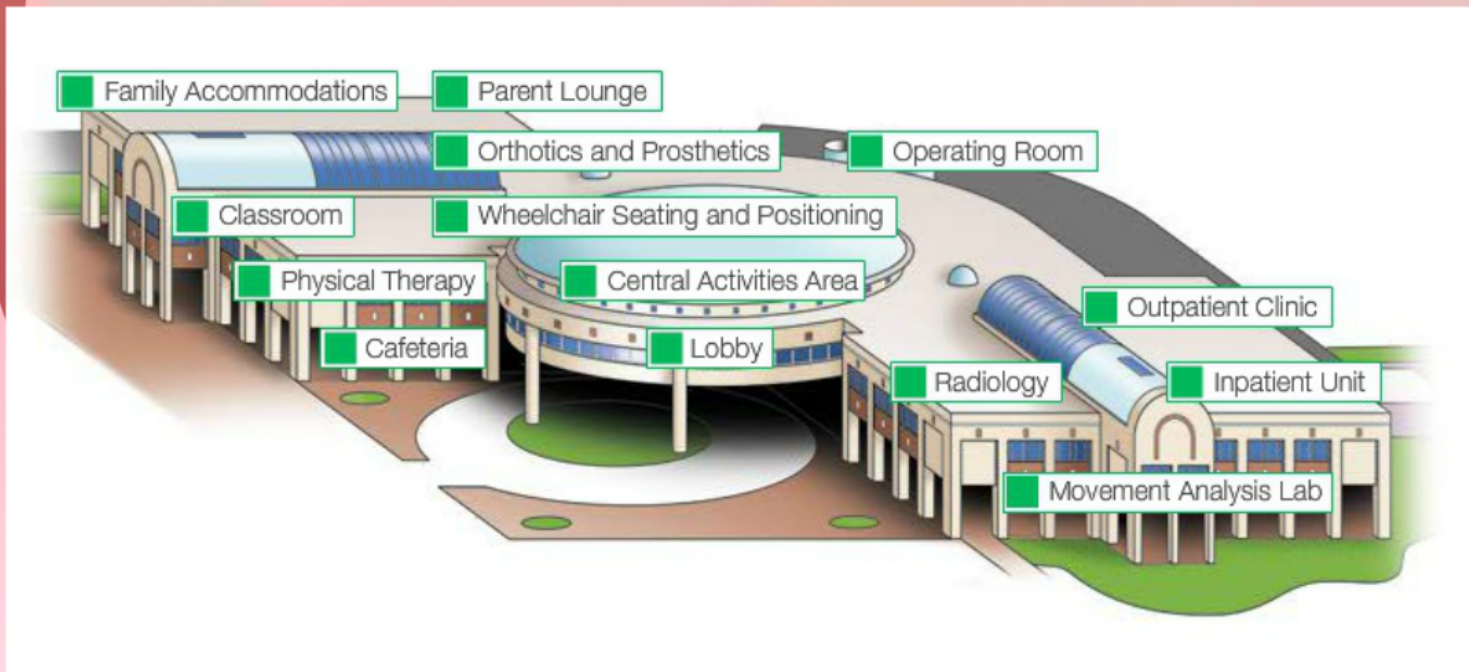 Family Accommodations
Parent Lounge
Orthotics and Prosthetics
Operating Room
Classroom
Wheelchair Seating and Positioning
Physical Therapy
Central Activities Area
Outpatient Clinic
Cafeteria
Lobby
Radiology
Inpatient Unit
Movement Analysis Lab